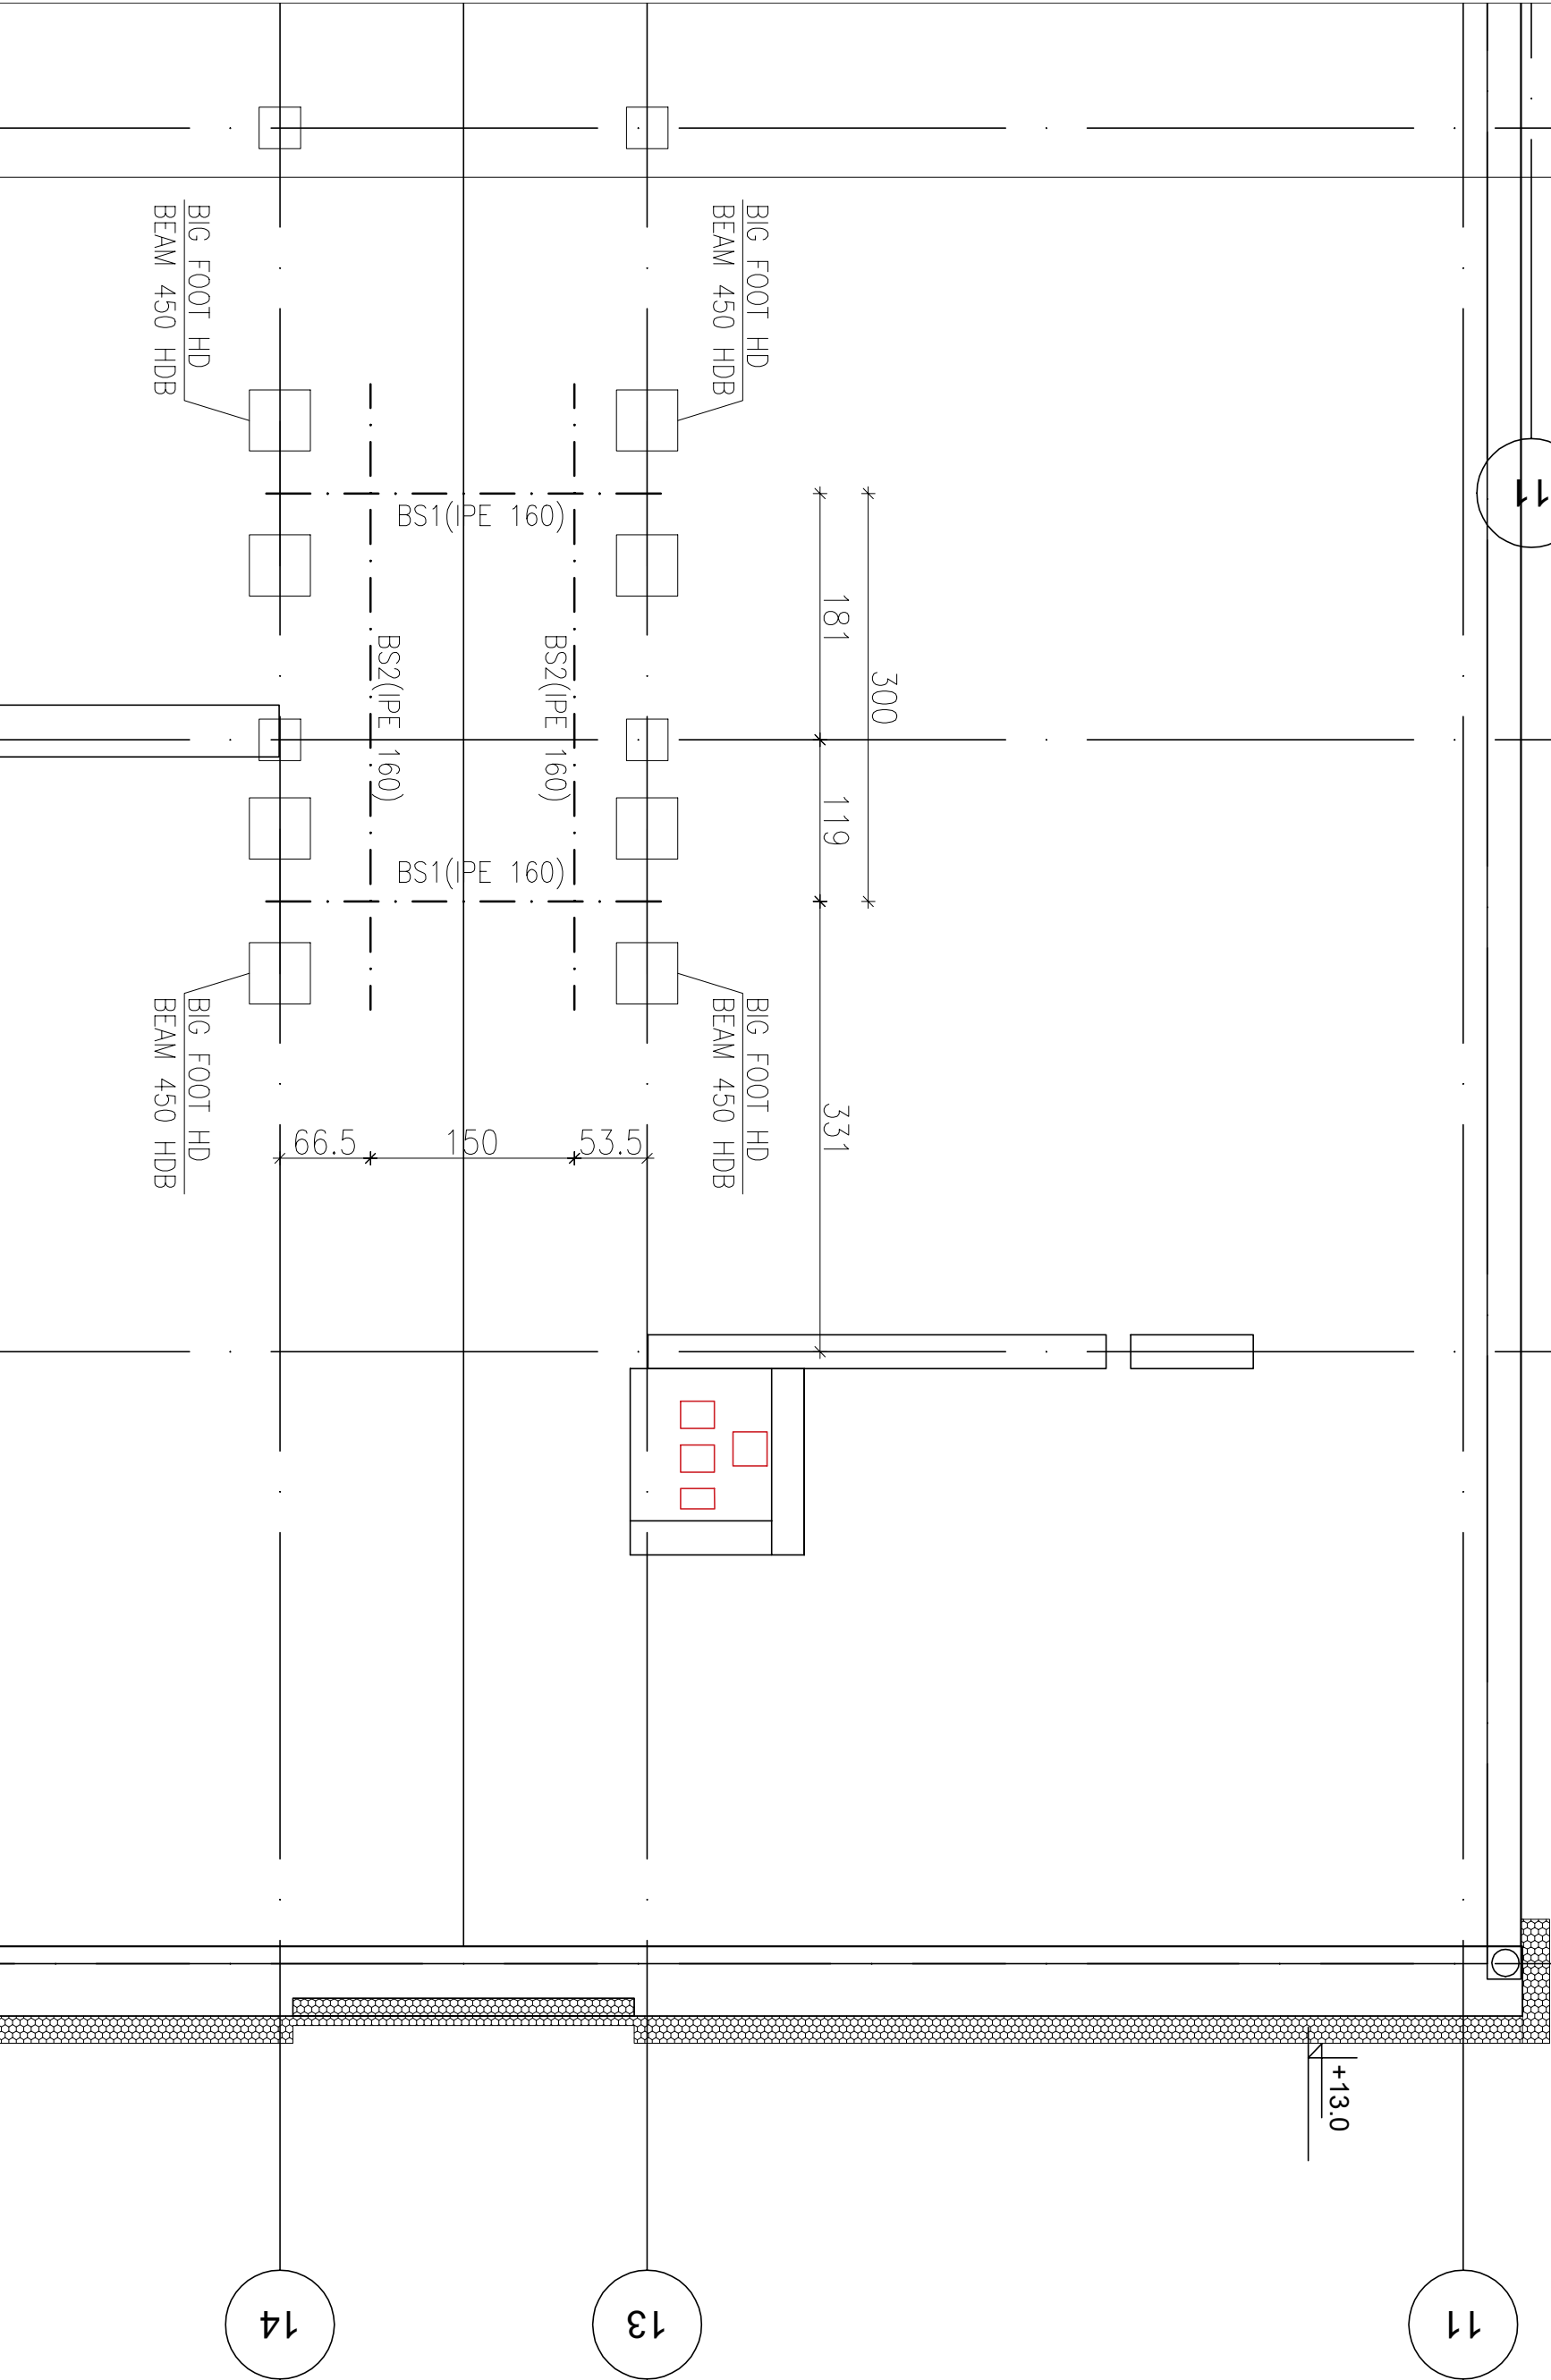 BIG FOOT HD
BEAM 450 HDB
BIG FOOT HD
BEAM 450 HDB
11
BS1(IPE 160)
181
300
BS2(IPE 160)
BS2(IPE 160)
119
BS1(IPE 160)
BIG FOOT HD
BEAM 450 HDB
BIG FOOT HD
BEAM 450 HDB
331
66.5
150
53.5
+13.0
14
13
11